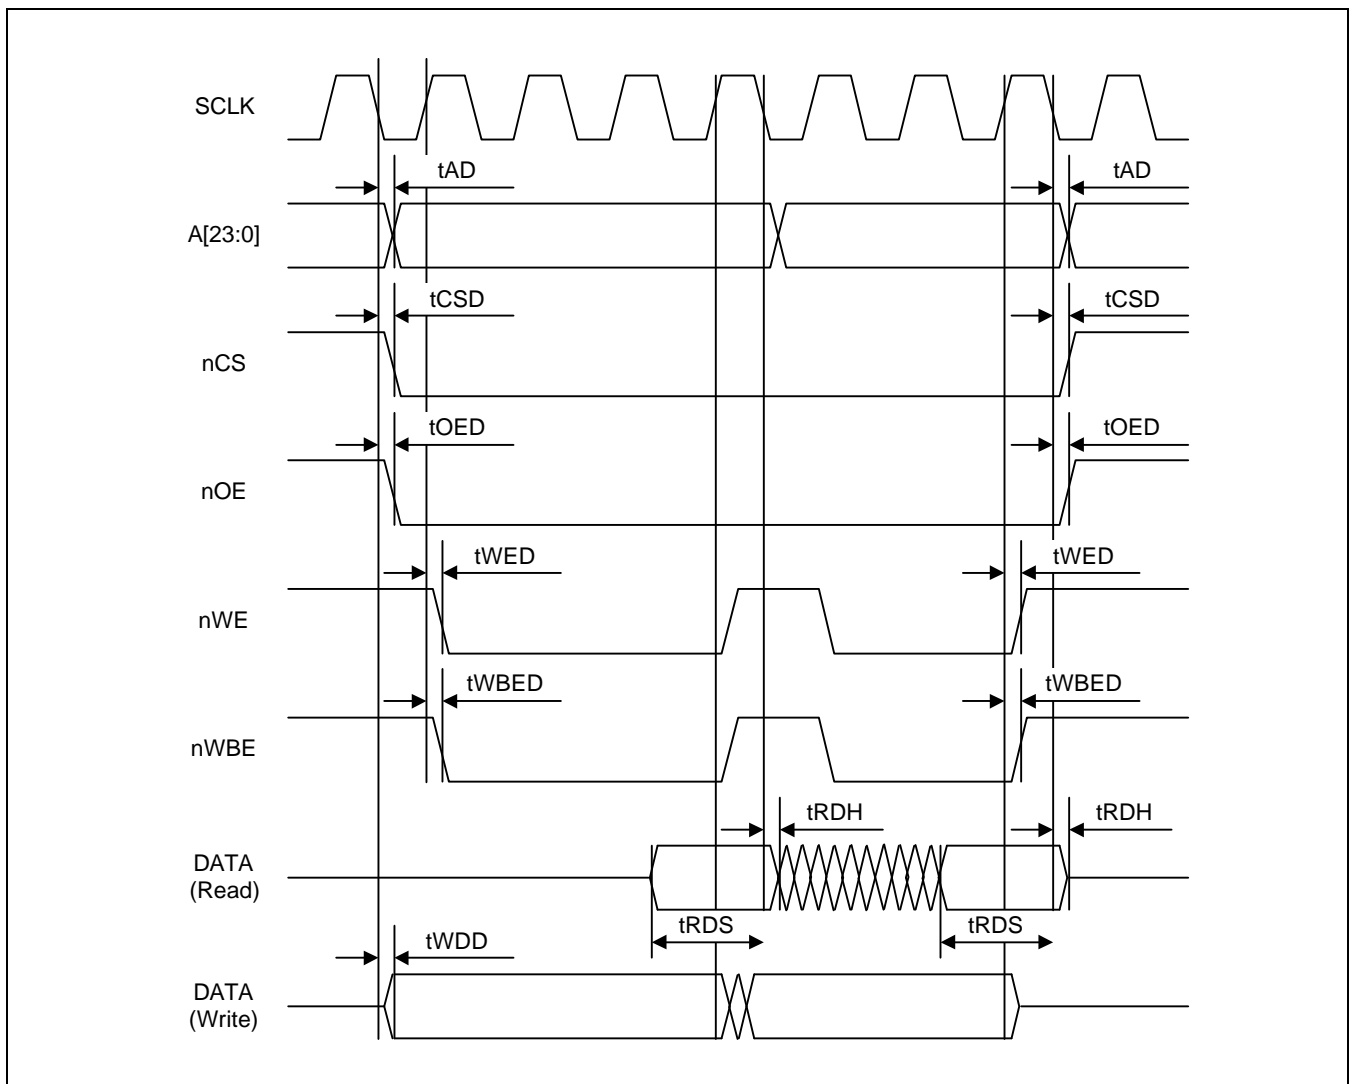 SCLK
tAD tAD
A[23:0]
tCSD tCSD
nCS
tOED tOED
nOE
tWED tWED
nWE
tWBED tWBED
nWBE
tRDH tRDH
DATA
(Read)
tRDS tRDS
tWDD
DATA
(Write)